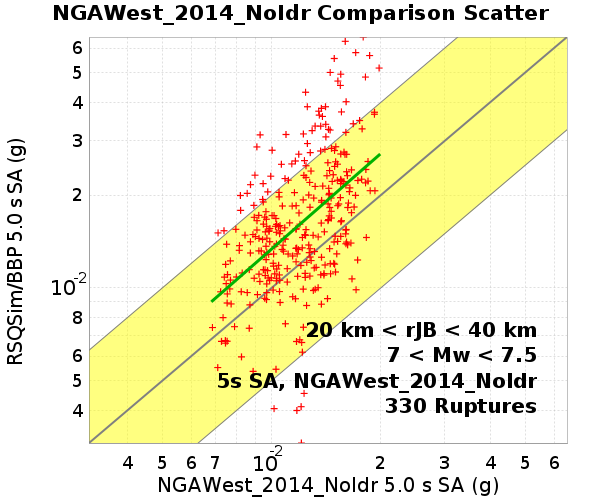 NGAWest_2014_NoIdr Comparison Scatter
RSQSim/BBP 5.0 s SA (g)
6
5
4
3
2
10-2
8
6
5
4
20 km < rJB < 40 km
7 < Mw < 7.5
5s SA, NGAWest_2014_NoIdr
330 Ruptures
4 5 6 7 10-2 2 3 4 5 6
NGAWest_2014_NoIdr 5.0 s SA (g)